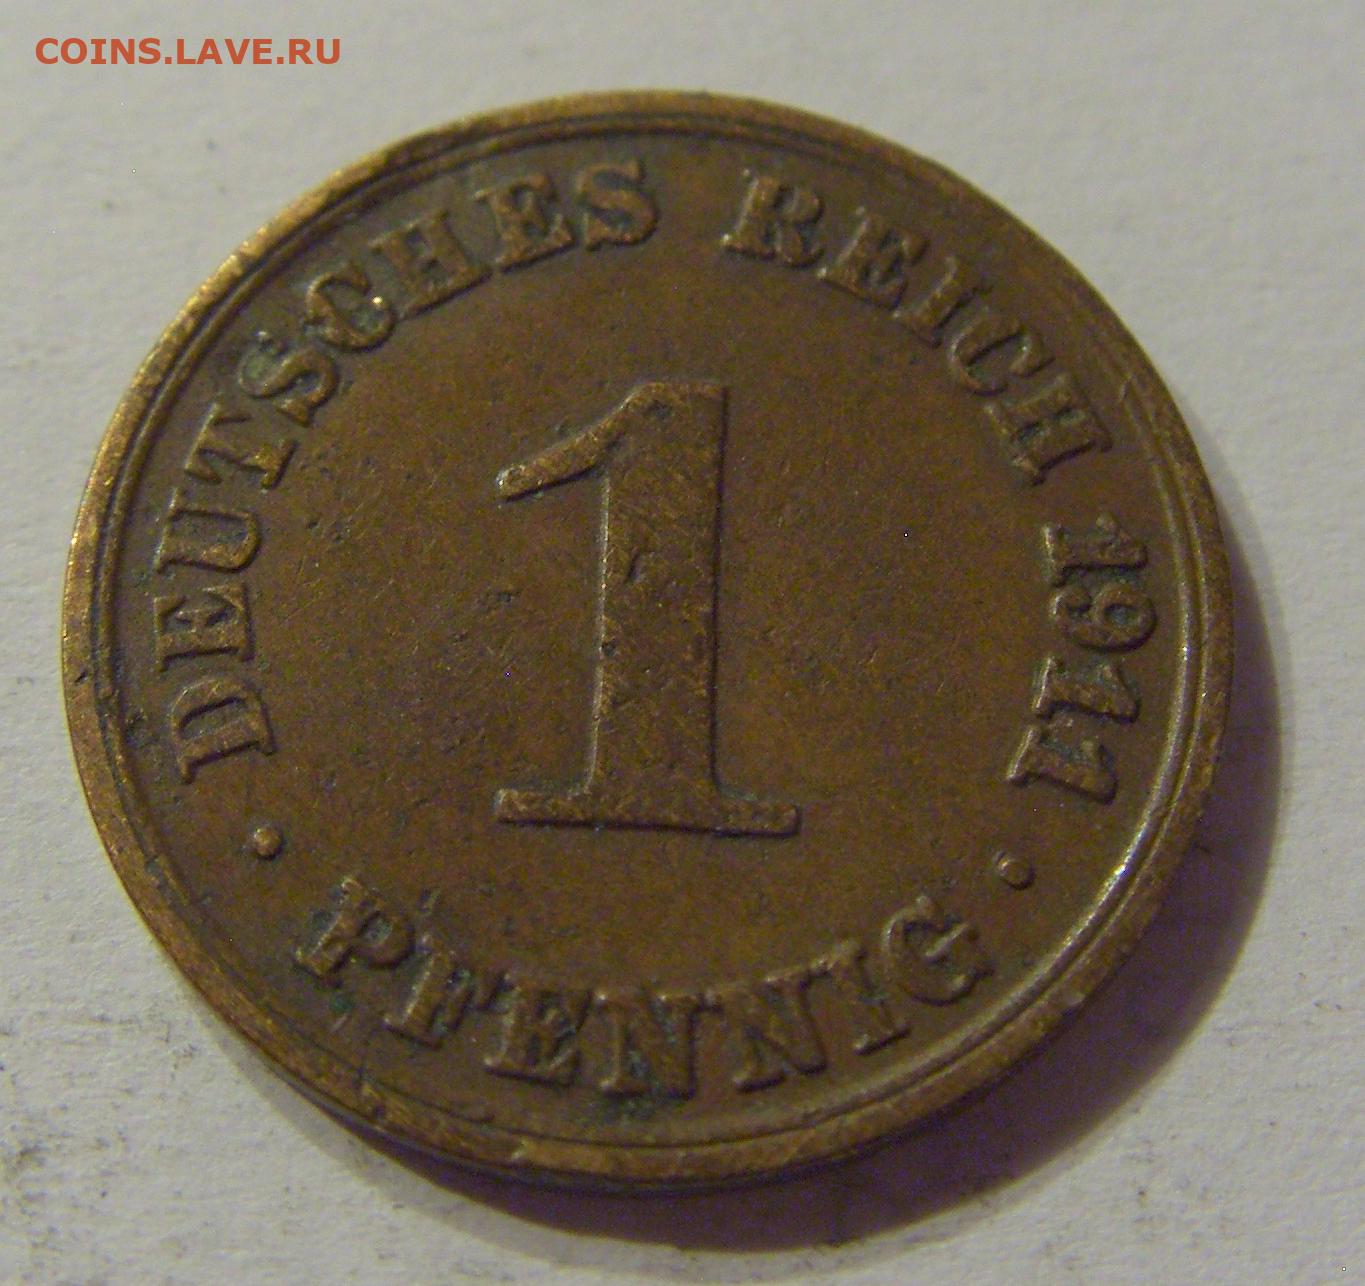 COINS.LAVE.RU
DEUTSCHES REICH 1911
1
· PFENNIG ·